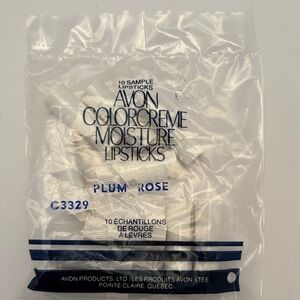 10 SAMPLE
LIPSTICKS
AVON
COLORCREME
MOISTURE
LIPSTICKS
PLUM ROSE
G3329
10 ÉCHANTILLONS
DE ROUGE
À LÈVRES
AVON PRODUCTS, LTD./LES PRODUITS AVON, LTÉE
POINTE CLAIRE, QUÉBEC